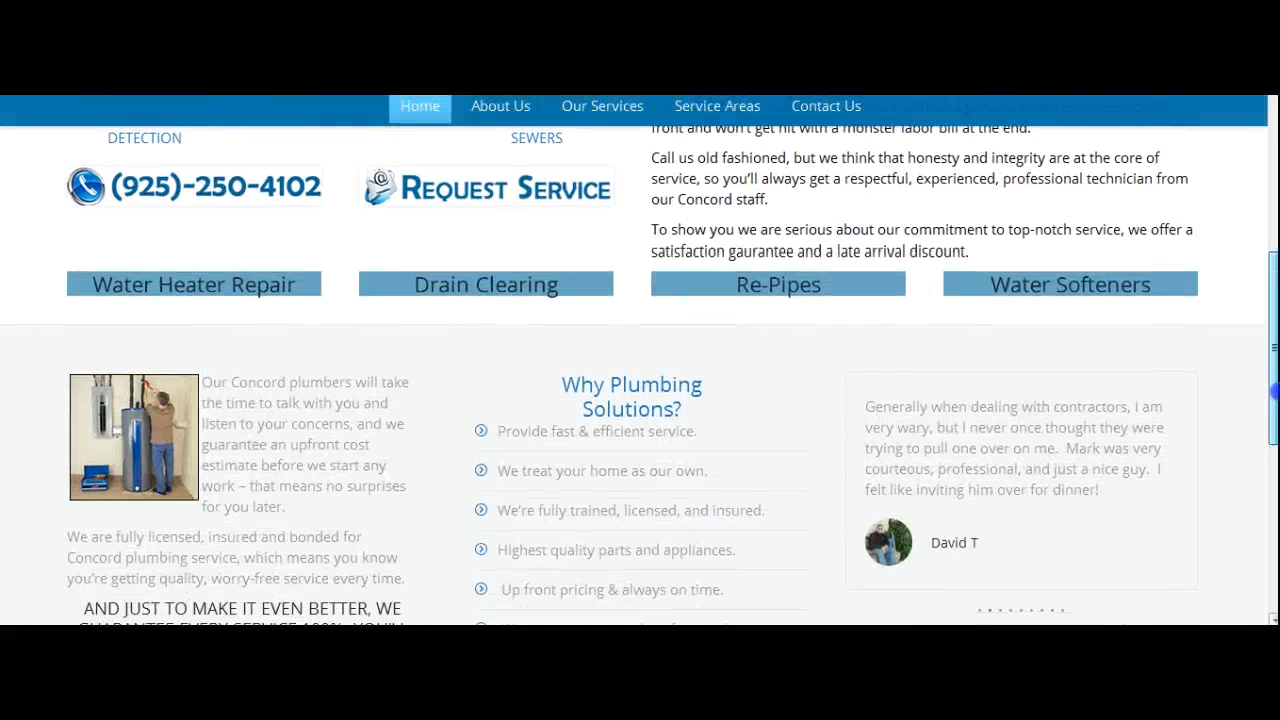 Home About Us Our Services Service Areas Contact Us
DETECTION
SEWERS
(925)-250-4102
REQUEST SERVICE
front and won't get hit with a monster labor bill at the end.
Call us old fashioned, but we think that honesty and integrity are at the core of
service, so you'll always get a respectful, experienced, professional technician from
our Concord staff.
To show you we are serious about our commitment to top-notch service, we offer a
satisfaction gaurantee and a late arrival discount.
Water Heater Repair
Drain Clearing
Re-Pipes
Water Softeners
Our Concord plumbers will take
the time to talk with you and
listen to your concerns, and we
guarantee an upfront cost
estimate before we start any
work – that means no surprises
for you later.
We are fully licensed, insured and bonded for
Concord plumbing service, which means you know
you're getting quality, worry-free service every time.
AND JUST TO MAKE IT EVEN BETTER, WE
GUARANTEE EVERY SERVICE 100%. YOU'LL
Why Plumbing
Solutions?
Provide fast & efficient service.
We treat your home as our own.
We're fully trained, licensed, and insured.
Highest quality parts and appliances.
Up front pricing & always on time.
Generally when dealing with contractors, I am
very wary, but I never once thought they were
trying to pull one over on me. Mark was very
courteous, professional, and just a nice guy. I
felt like inviting him over for dinner!
David T